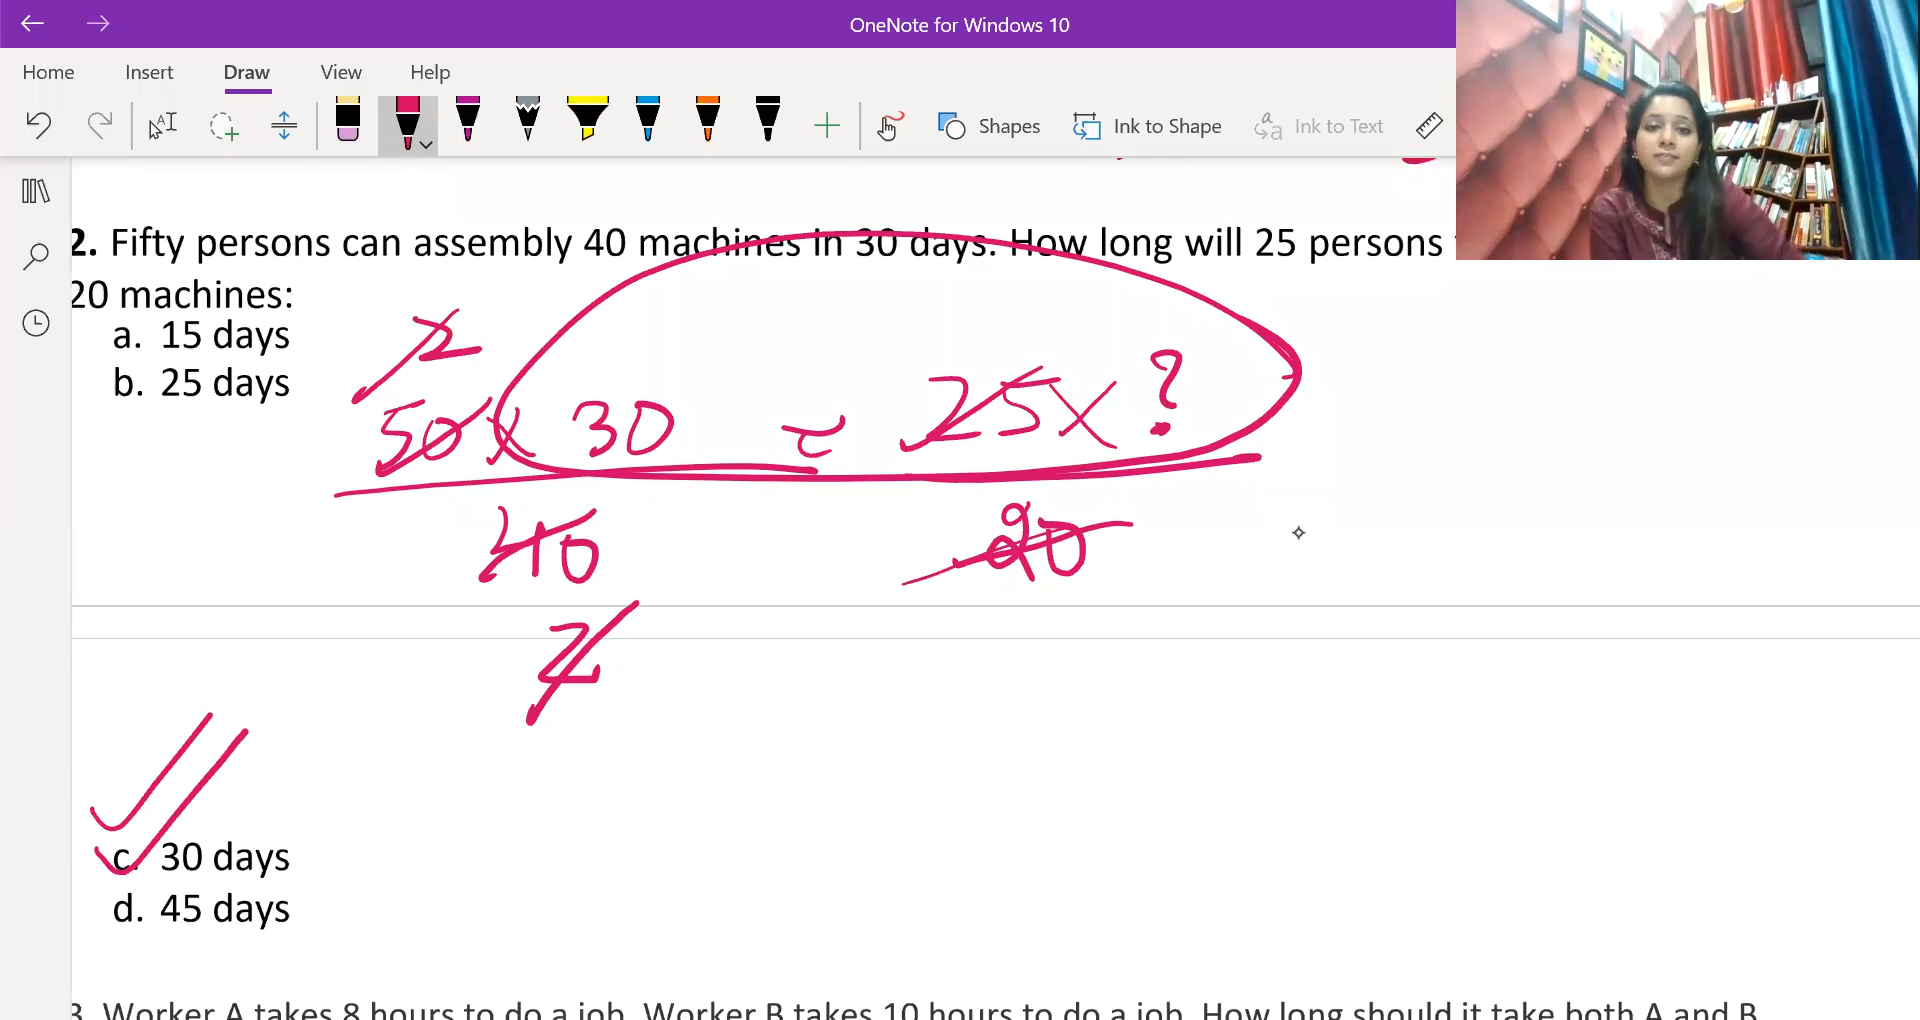 OneNote for Windows 10
Home Insert Draw View Help
Shapes Ink to Shape Ink to Text
2. Fifty persons can assembly 40 machines in 30 days. How long will 25 persons
20 machines:
a. 15 days
b. 25 days
2
50 x 30 = 25 x ?
40 20
2
c. 30 days
d. 45 days
3. Worker A takes 8 hours to do a job. Worker B takes 10 hours to do a job. How long should it take both A and B